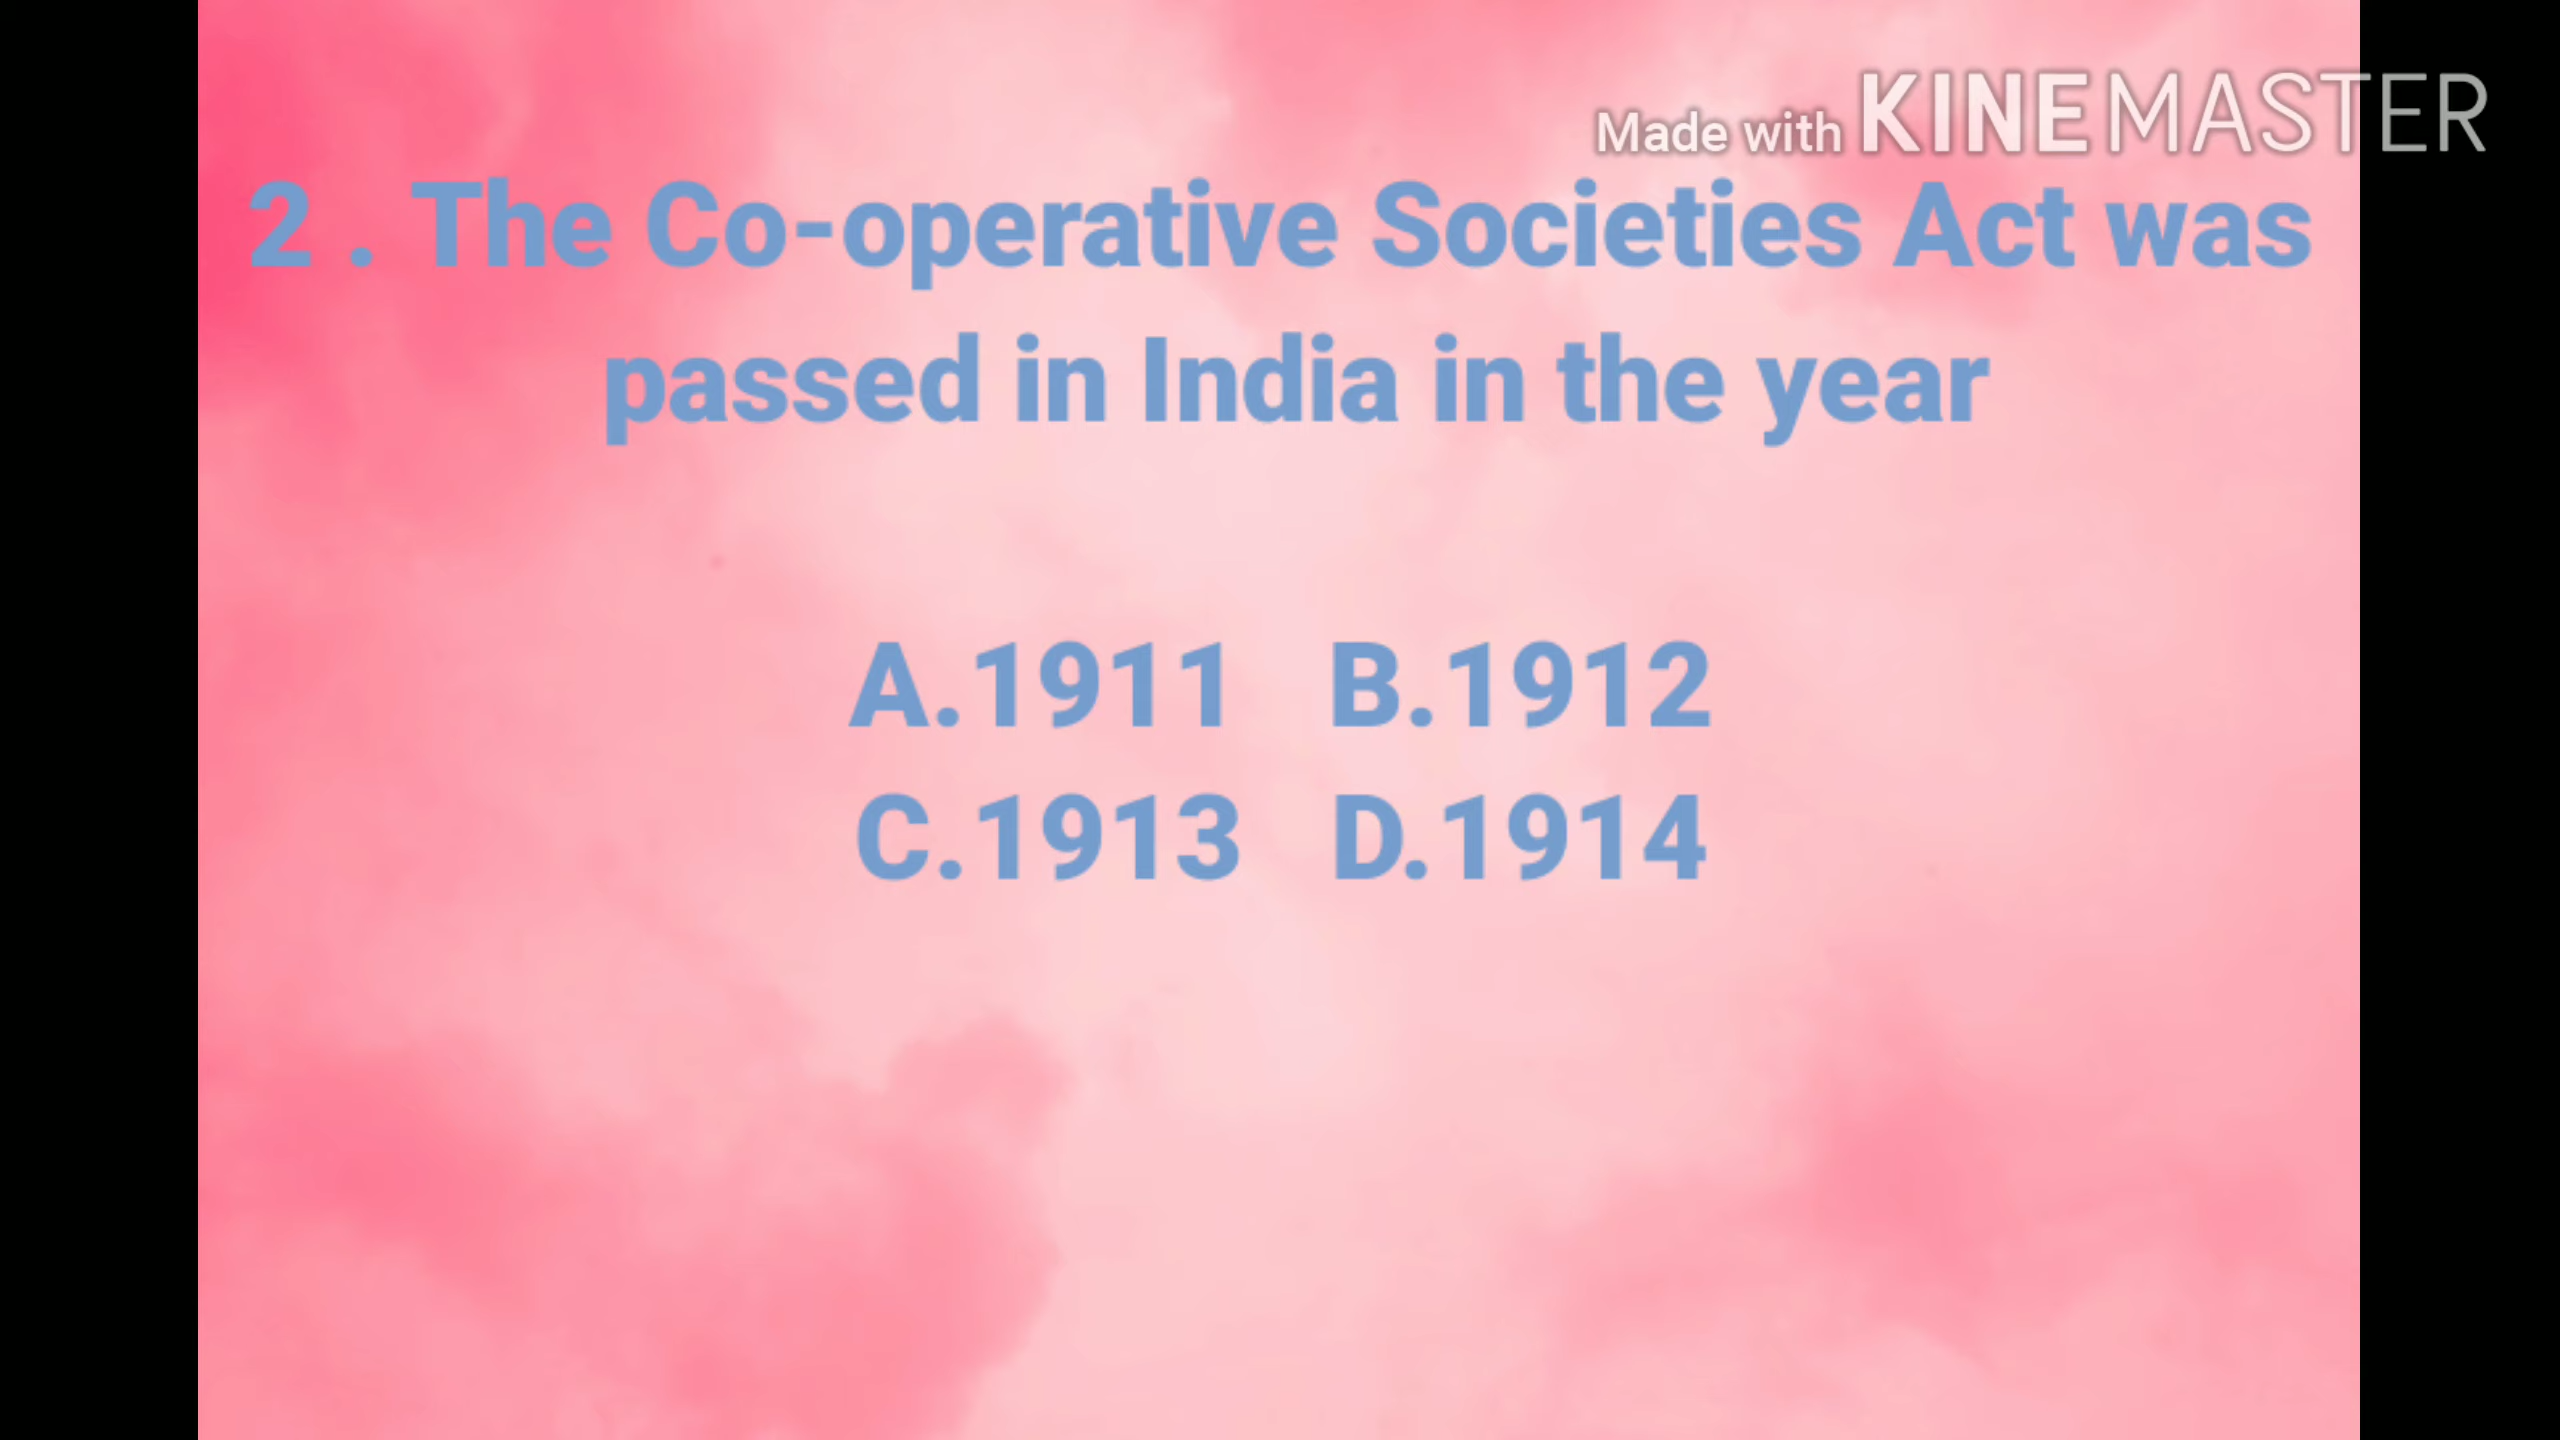 Made with KINEMASTER
2 . The Co-operative Societies Act was
passed in India in the year
A.1911 B.1912
C.1913 D.1914